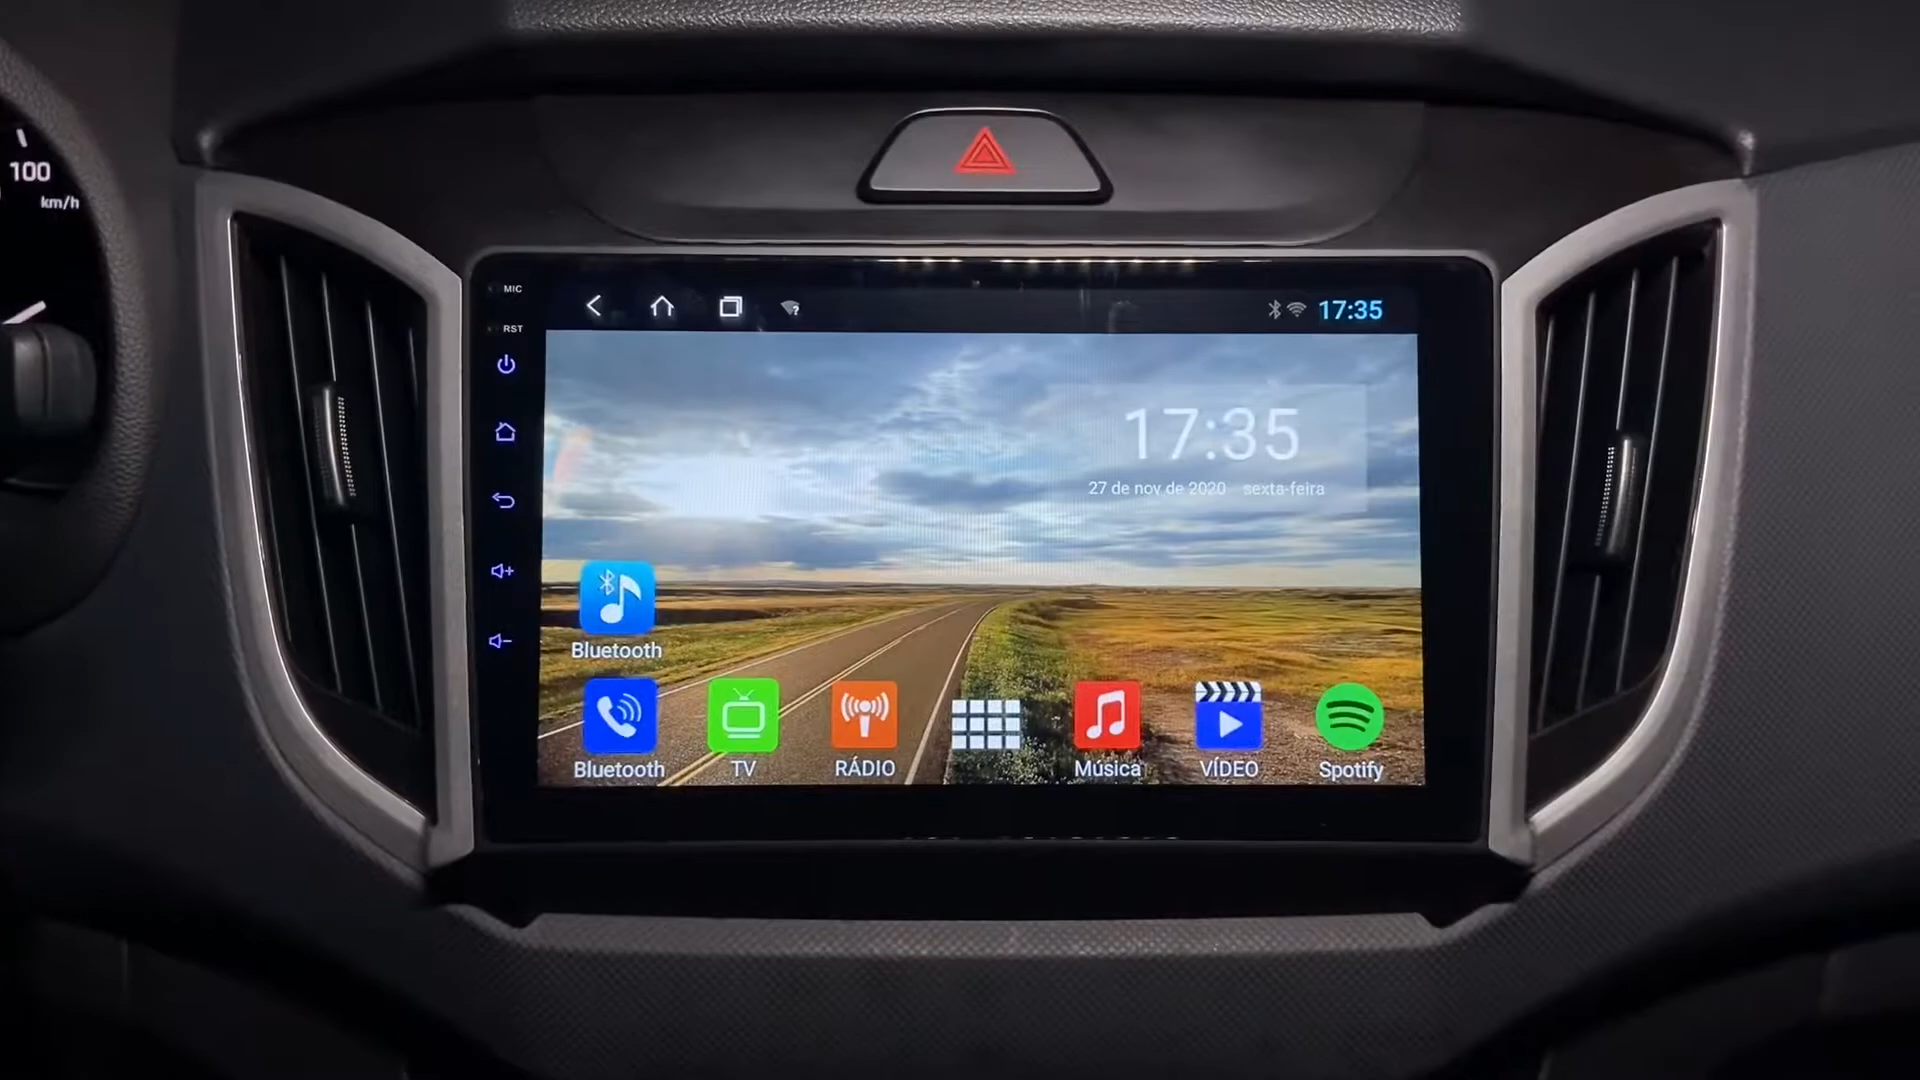 100
km/h
MIC
RST
17:35
17:35
27 de nov de 2020 sexta-feira
Bluetooth
Bluetooth
TV
RÁDIO
Música
VÍDEO
Spotify